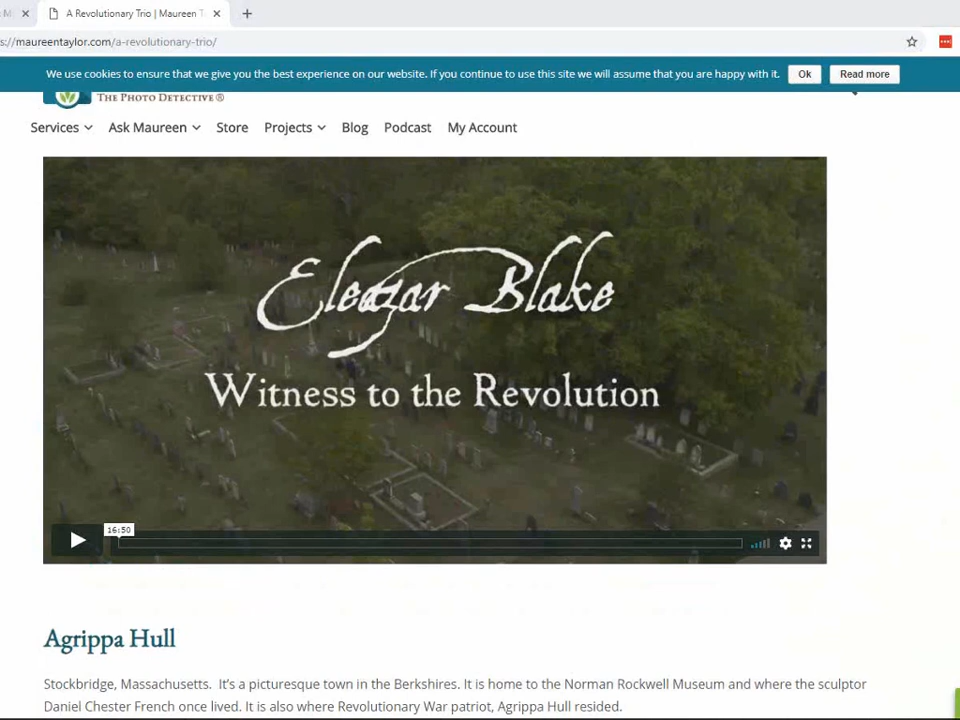 A Revolutionary Trio | Maureen T
s://maureentaylor.com/a-revolutionary-trio/
We use cookies to ensure that we give you the best experience on our website. If you continue to use this site we will assume that you are happy with it. Ok Read more
The Photo Detective®
Services Ask Maureen Store Projects Blog Podcast My Account
Eleazar Blake
Witness to the Revolution
16:50
Agrippa Hull
Stockbridge, Massachusetts. It's a picturesque town in the Berkshires. It is home to the Norman Rockwell Museum and where the sculptor
Daniel Chester French once lived. It is also where Revolutionary War patriot, Agrippa Hull resided.